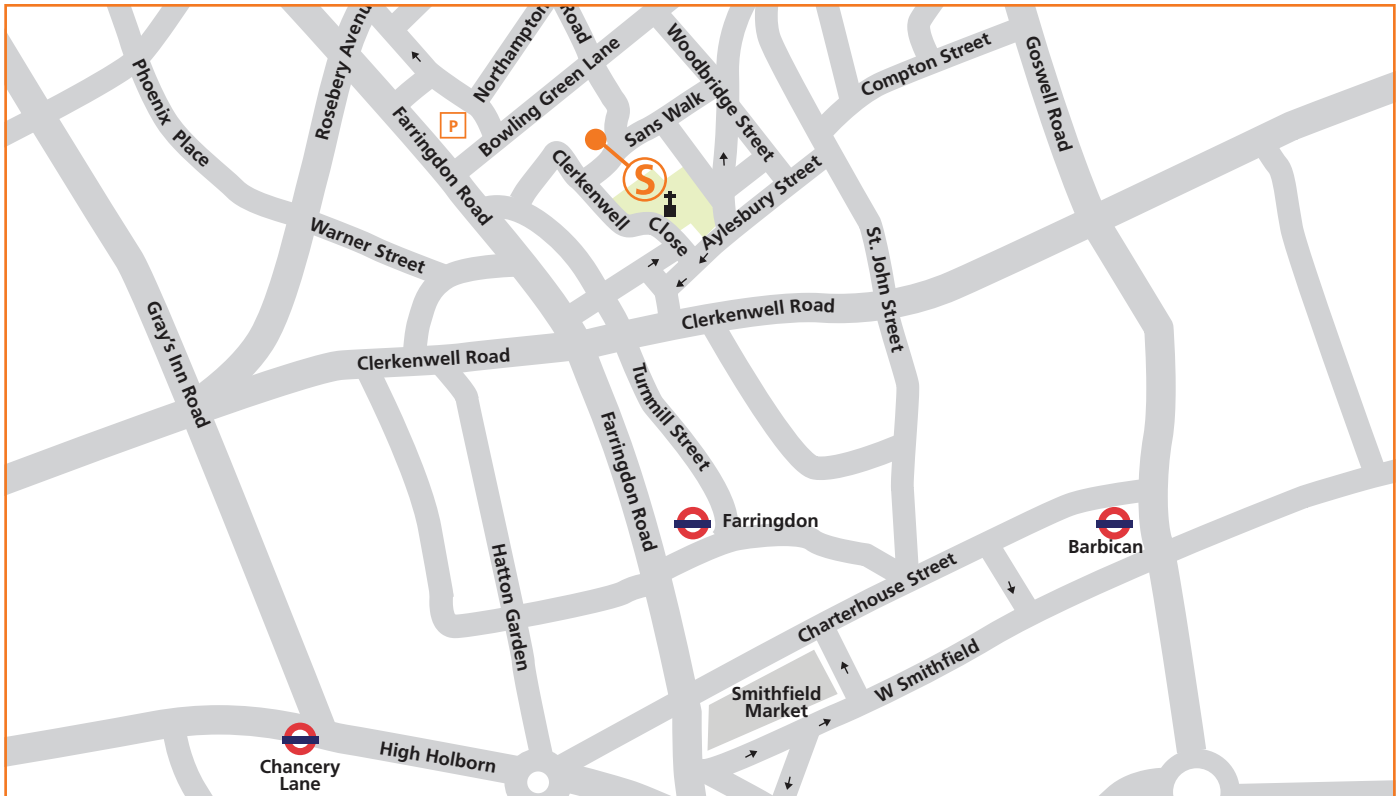 Rosebery Avenu
Northampton
Road
Woodbridge Street
Compton Street
Goswell Road
Phoenix Place
Farringdon Road
P
Bowling Green Lane
Sans Walk
S
Clerkenwell
Close
Aylesbury Street
Warner Street
St. John Street
Gray's Inn Road
Clerkenwell Road
Clerkenwell Road
Turnmill Street
Farringdon Road
Farringdon
Barbican
Hatton Garden
Charterhouse Street
W Smithfield
Smithfield
Market
High Holborn
Chancery
Lane